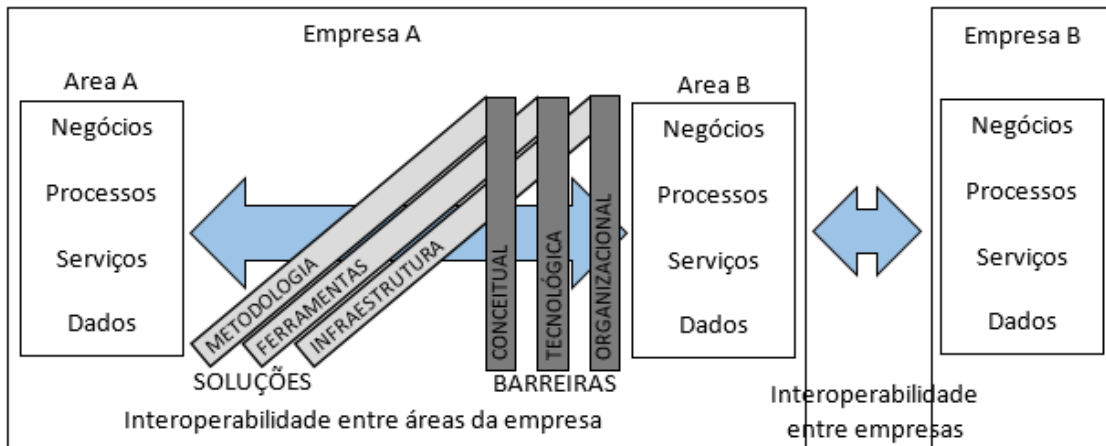 Empresa A
Area A
Negócios
Processos
Serviços
Dados
METODOLOGIA
FERRAMENTAS
INFRAESTRUTURA
SOLUÇÕES
CONCEITUAL
TECNOLÓGICA
ORGANIZACIONAL
BARREIRAS
Area B
Negócios
Processos
Serviços
Dados
Interoperabilidade entre áreas da empresa
Empresa B
Negócios
Processos
Serviços
Dados
Interoperabilidade
entre empresas